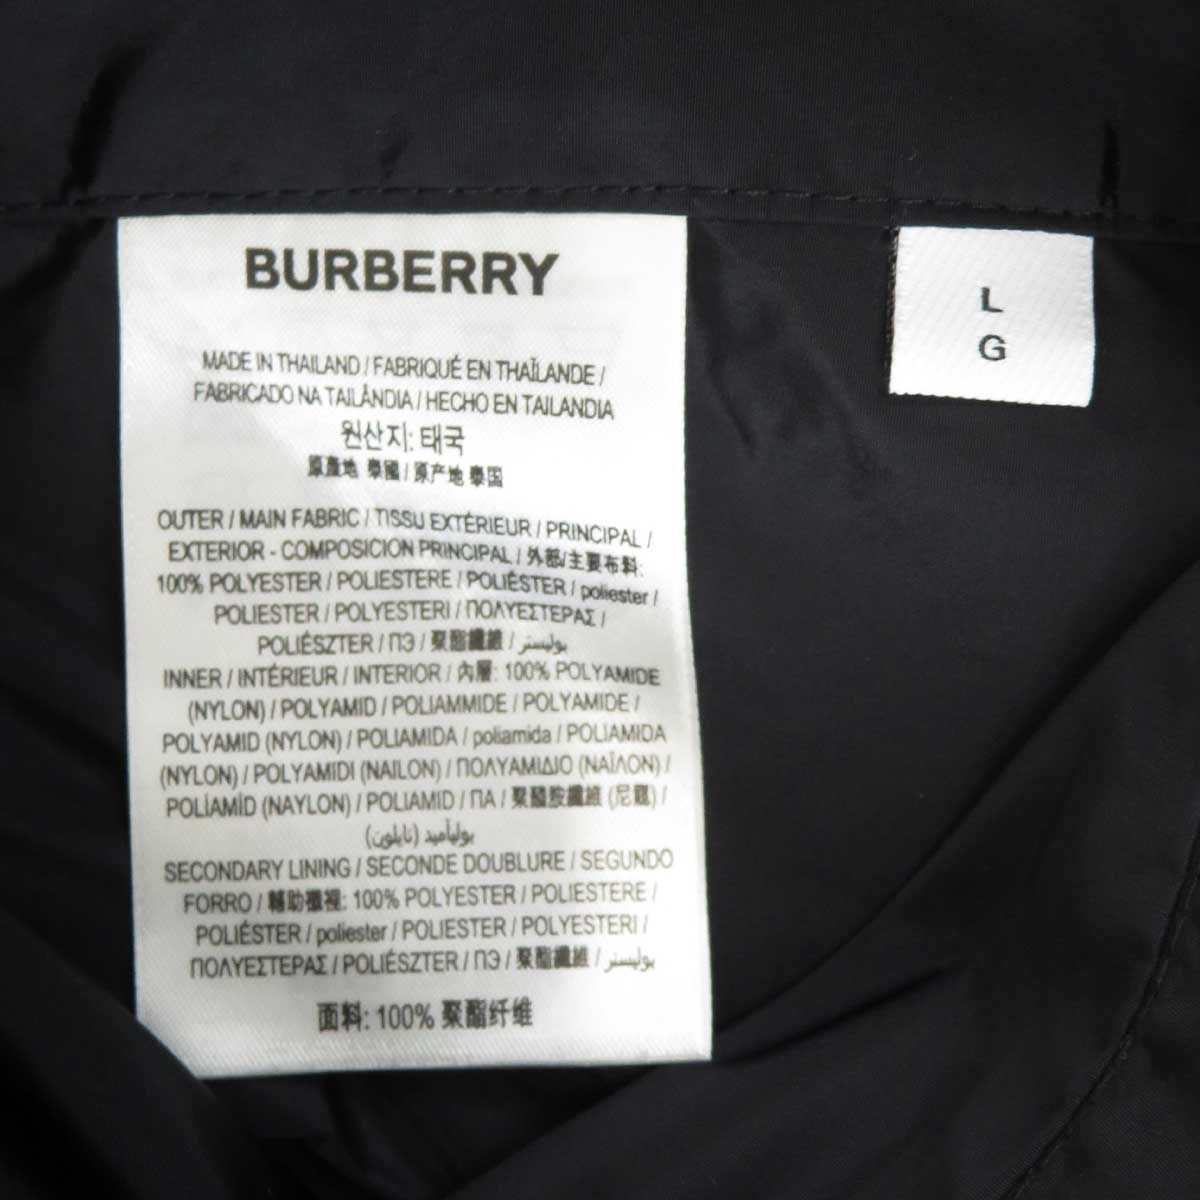 BURBERRY
MADE IN THAILAND / FABRIQUÉ EN THAÏLANDE /
FABRICADO NA TAILÂNDIA / HECHO EN TAILANDIA
원산지: 태국
原產地 泰國 / 原产地 泰国
OUTER / MAIN FABRIC / TISSU EXTÉRIEUR / PRINCIPAL /
EXTERIOR - COMPOSICION PRINCIPAL / 外部/主要布料:
100% POLYESTER / POLIESTERE / POLIÉSTER / poliester /
POLIESTER / POLYESTERI / ΠΟΛΥΕΣΤΕΡΑΣ /
POLIÉSZTER / ПЭ / 聚酯纖維 / بوليستر
INNER / INTÉRIEUR / INTERIOR / 內層: 100% POLYAMIDE
(NYLON) / POLYAMID / POLIAMMIDE / POLYAMIDE /
POLYAMID (NYLON) / POLIAMIDA / poliamida / POLIAMIDA
(NYLON) / POLYAMIDI (NAILON) / ΠΟΛΥΑΜΙΔΙΟ (ΝΑΪΛΟΝ) /
POLİAMİD (NAYLON) / POLIAMID / ПА / 聚醯胺纖維 (尼龍) /
بولیأمید (نایلون)
SECONDARY LINING / SECONDE DOUBLURE / SEGUNDO
FORRO / 輔助襯裡: 100% POLYESTER / POLIESTERE /
POLIÉSTER / poliester / POLIESTER / POLYESTERI /
ΠΟΛΥΕΣΤΕΡΑΣ / POLIÉSZTER / ПЭ / 聚酯纖維 / بوليستر
面料: 100% 聚酯纤维
L
G